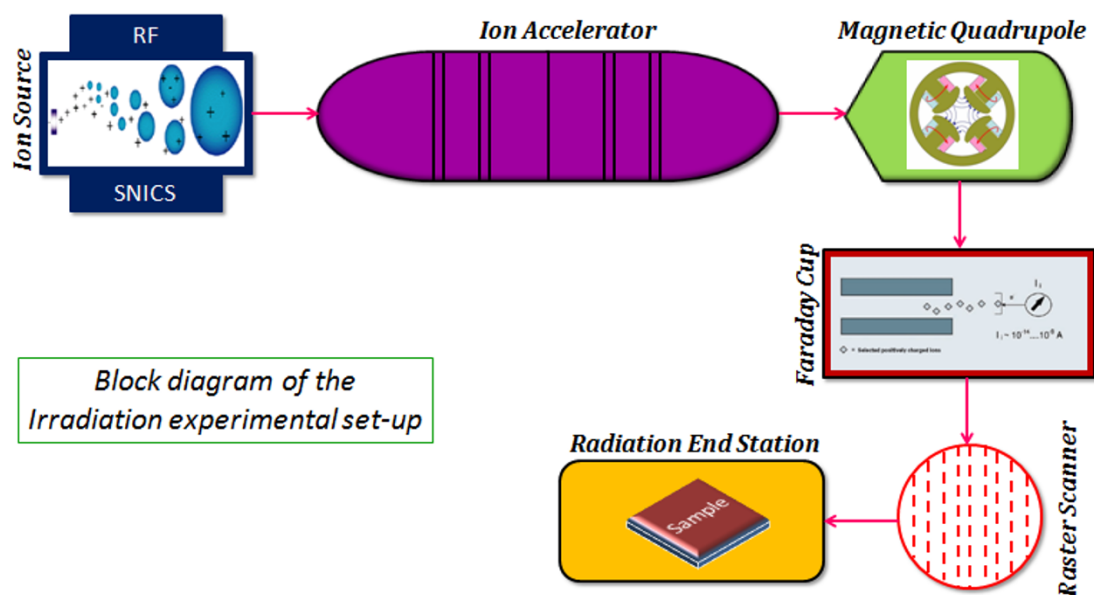 Ion Source
RF
SNICS
Ion Accelerator
Magnetic Quadrupole
Faraday Cup
I₁
I₁ ~ 10⁻¹⁴....10⁻⁹ A
= Selected positively charged ions
Block diagram of the
Irradiation experimental set-up
Radiation End Station
Sample
Raster Scanner